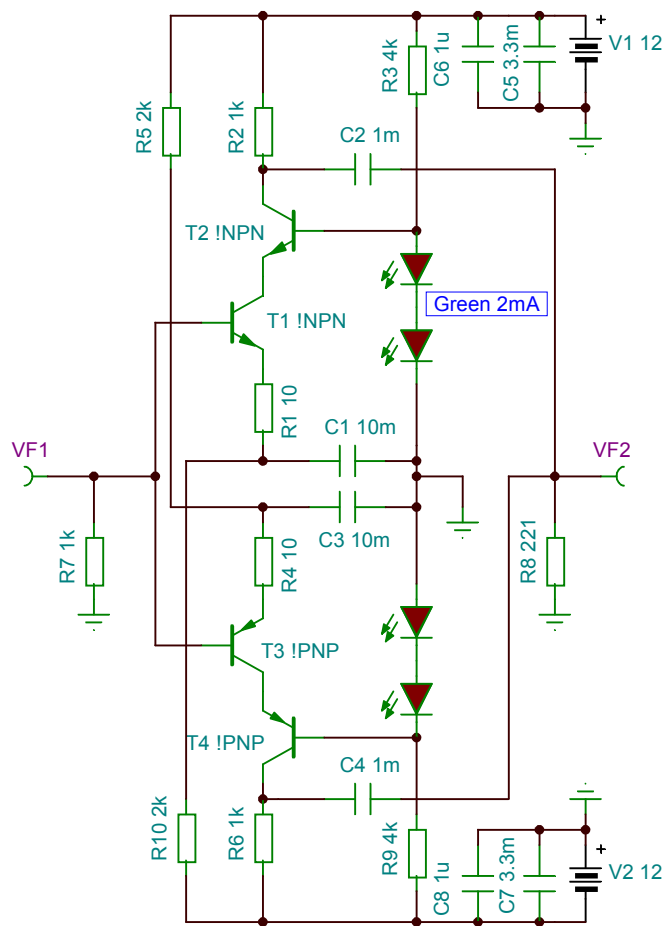 V1 12
C5 3.3m
C6 1u
R3 4k
R2 1k
R5 2k
C2 1m
T2 !NPN
Green 2mA
T1 !NPN
R1 10
C1 10m
VF1
VF2
C3 10m
R4 10
R7 1k
R8 221
T3 !PNP
T4 !PNP
C4 1m
R10 2k
R6 1k
R9 4k
C8 1u
C7 3.3m
V2 12